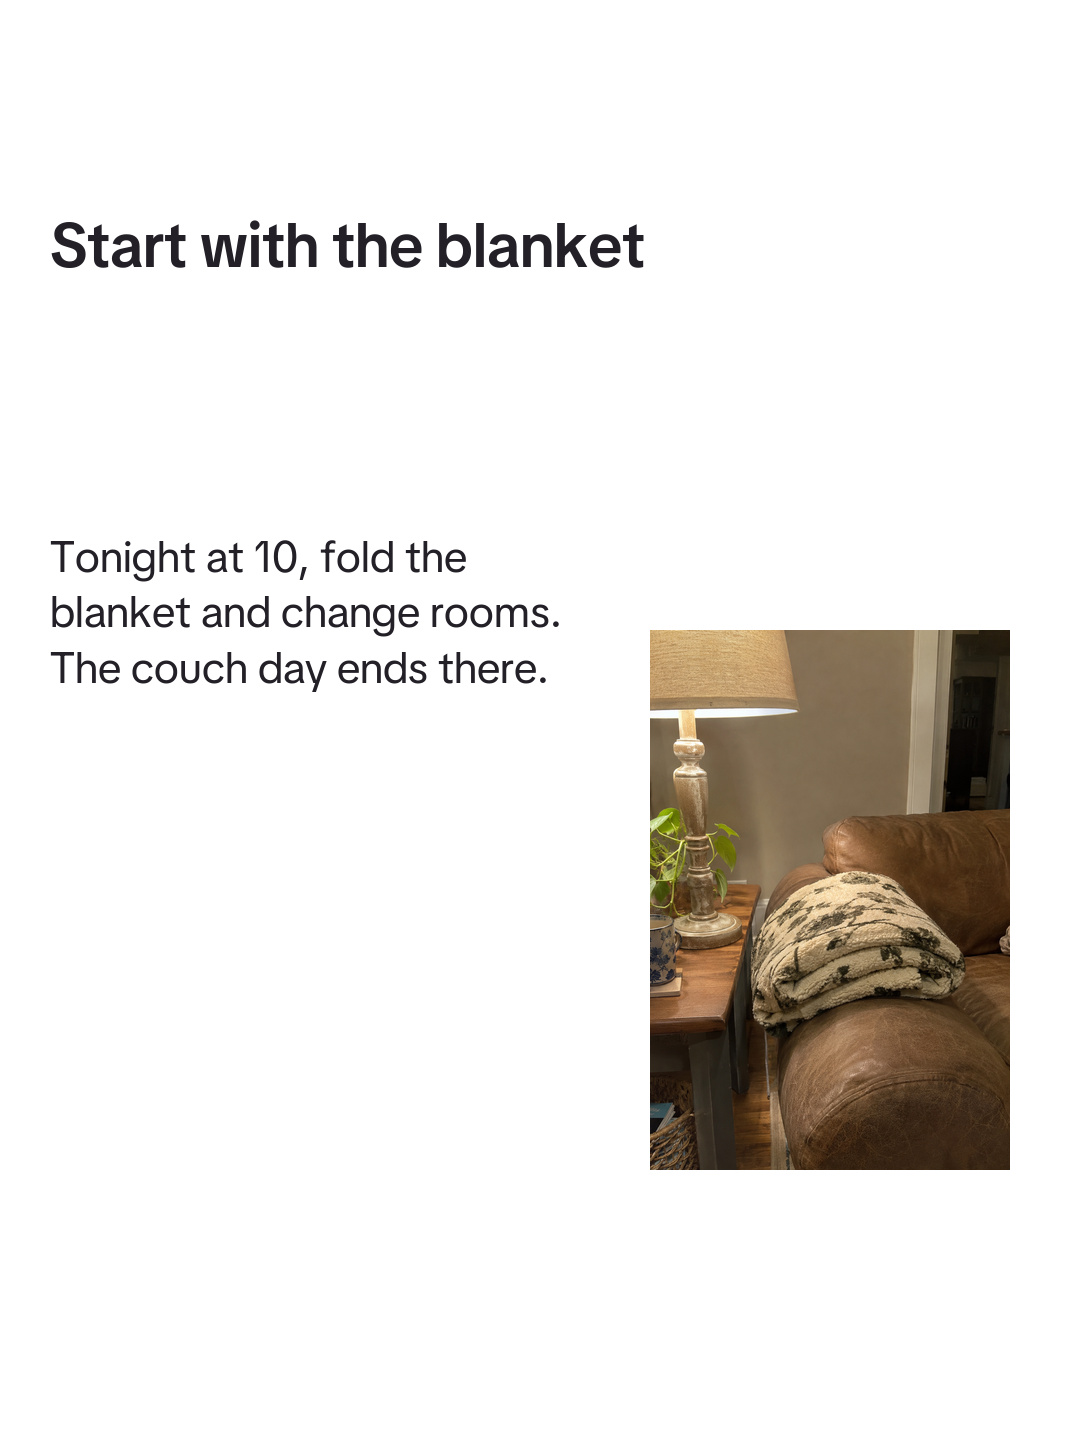 Start with the blanket
Tonight at 10, fold the
blanket and change rooms.
The couch day ends there.